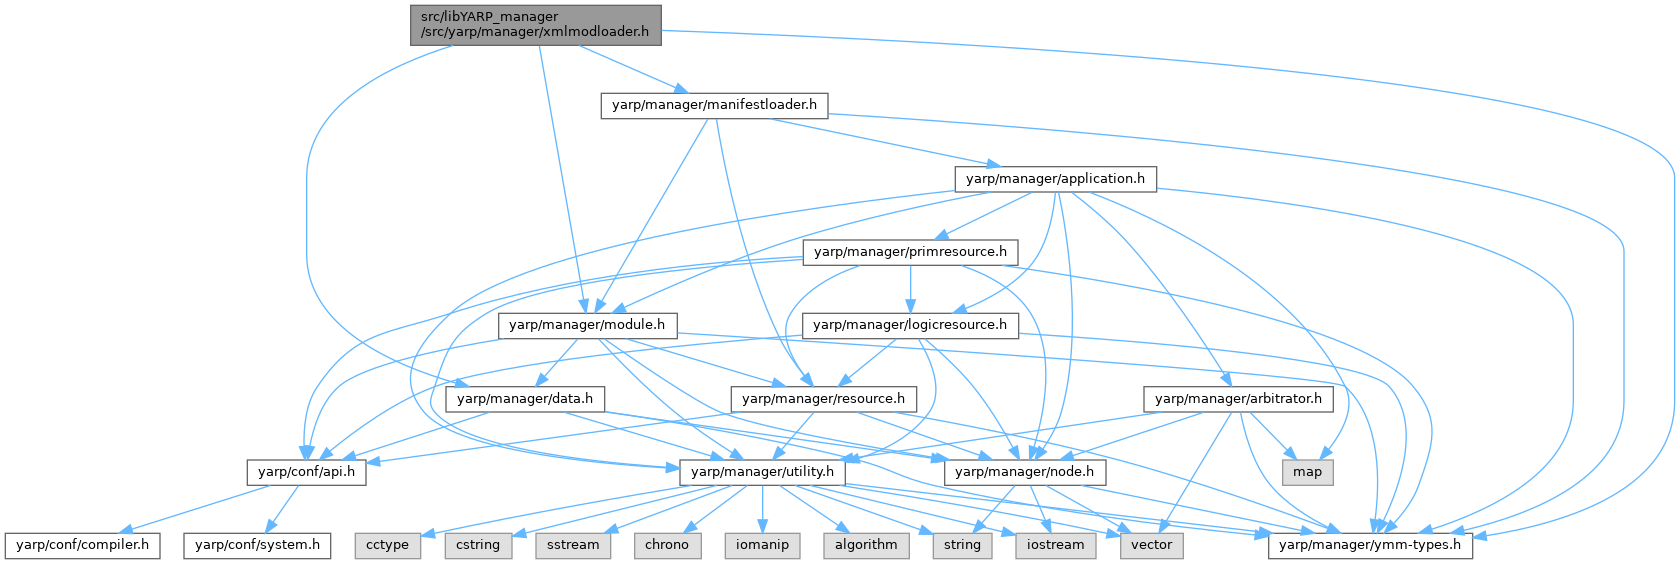 src/libYARP_manager
/src/yarp/manager/xmlmodloader.h
yarp/manager/manifestloader.h
yarp/manager/application.h
yarp/manager/primresource.h
yarp/manager/module.h
yarp/manager/logicresource.h
yarp/manager/data.h
yarp/manager/resource.h
yarp/manager/arbitrator.h
yarp/conf/api.h
yarp/manager/utility.h
yarp/manager/node.h
map
yarp/conf/compiler.h
yarp/conf/system.h
cctype
cstring
sstream
chrono
iomanip
algorithm
string
iostream
vector
yarp/manager/ymm-types.h